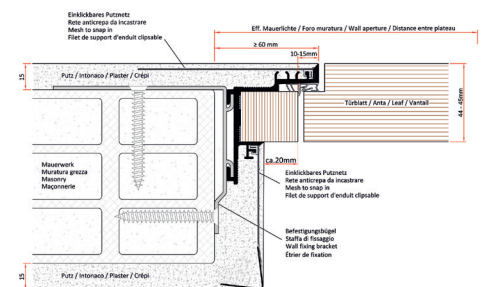 Einklickbares Putznetz
Rete anticrepa da incastrare
Mesh to snap in
Filet de support d'enduit clipsable
Eff. Mauerlichte / Foro muratura / Wall aperture / Distance entre plateau
≥ 60 mm
10-15mm
15
Putz / Intonaco / Plaster / Crépi
Türblatt / Anta / Leaf / Vantail
44 - 45mm
ca.20mm
Mauerwerk
Muratura grezza
Masonry
Maçonnerie
Einklickbares Putznetz
Rete anticrepa da incastrare
Mesh to snap in
Filet de support d'enduit clipsable
Befestigungsbügel
Staffa di fissaggio
Wall fixing bracket
Étrier de fixation
15
Putz / Intonaco / Plaster / Crépi